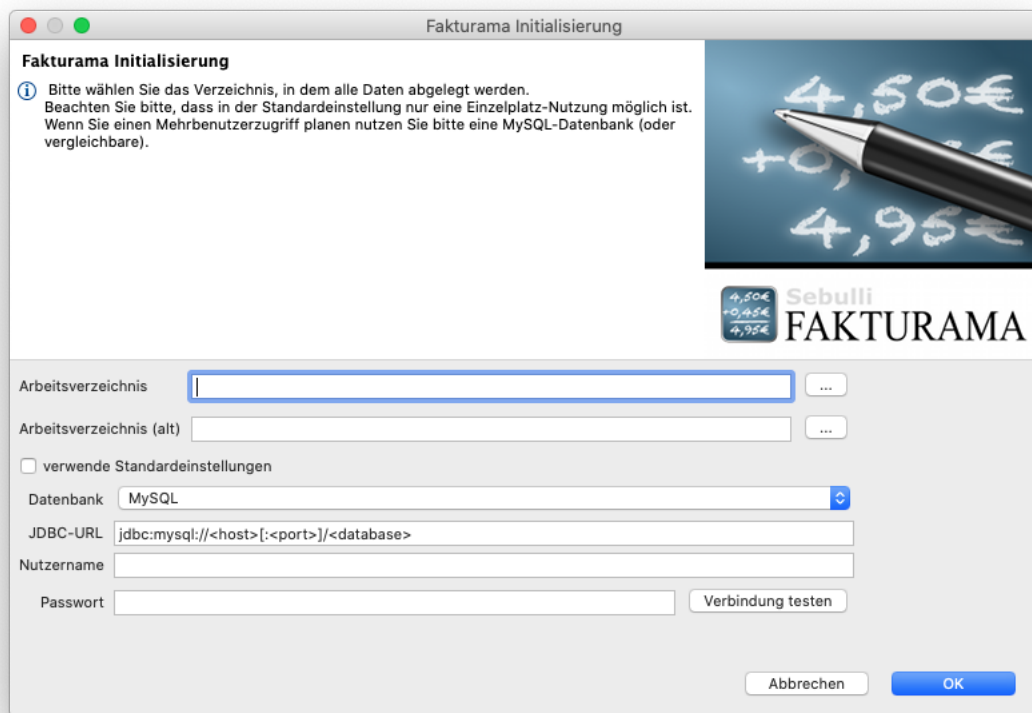 Fakturama Initialisierung
Fakturama Initialisierung
Bitte wählen Sie das Verzeichnis, in dem alle Daten abgelegt werden.
Beachten Sie bitte, dass in der Standardeinstellung nur eine Einzelplatz-Nutzung möglich ist.
Wenn Sie einen Mehrbenutzerzugriff planen nutzen Sie bitte eine MySQL-Datenbank (oder
vergleichbare).
4,50€
+0,
4,95€
4,50€
+0,45€
4,95€
Sebulli
FAKTURAMA
Arbeitsverzeichnis
...
Arbeitsverzeichnis (alt)
...
verwende Standardeinstellungen
Datenbank MySQL
JDBC-URL jdbc:mysql://<host>[:<port>]/<database>
Nutzername
Passwort Verbindung testen
Abbrechen OK